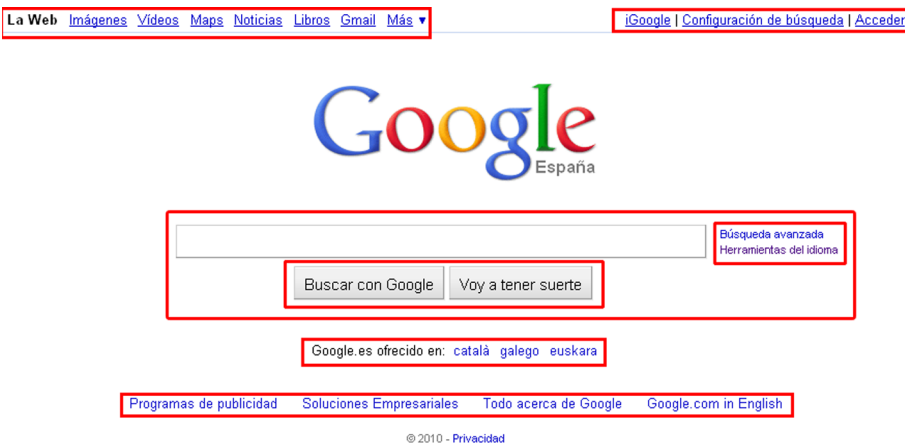 La Web Imágenes Vídeos Maps Noticias Libros Gmail Más ▼ iGoogle | Configuración de búsqueda | Acceder
Google
España
Búsqueda avanzada
Herramientas del idioma
Buscar con Google Voy a tener suerte
Google.es ofrecido en: català galego euskara
Programas de publicidad Soluciones Empresariales Todo acerca de Google Google.com in English
© 2010 - Privacidad